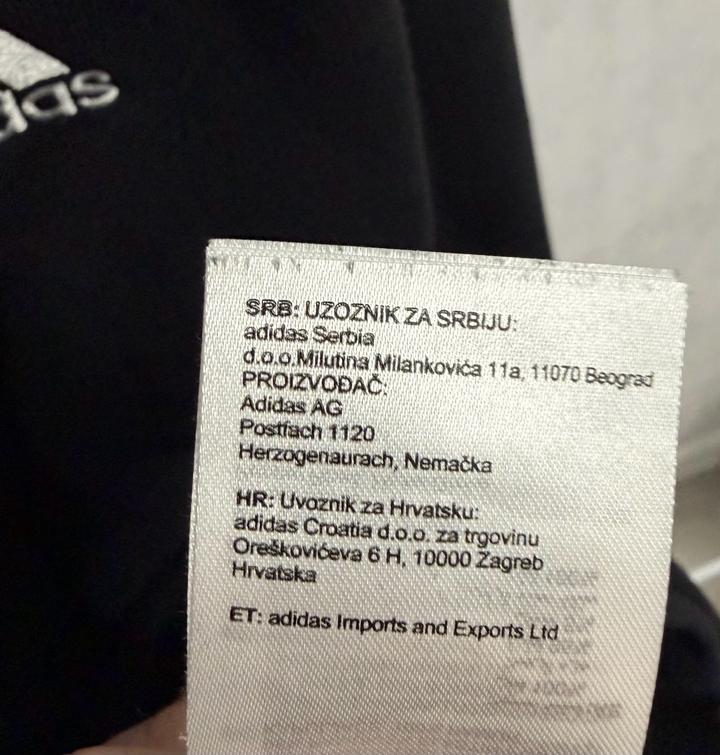 das
SRB: UZOZNIK ZA SRBIJU:
adidas Serbia
d.o.o.Milutina Milankovića 11a, 11070 Beograd
PROIZVOĐAČ:
Adidas AG
Postfach 1120
Herzogenaurach, Nemačka
HR: Uvoznik za Hrvatsku:
adidas Croatia d.o.o. za trgovinu
Oreškovićeva 6 H, 10000 Zagreb
Hrvatska
ET: adidas Imports and Exports Ltd